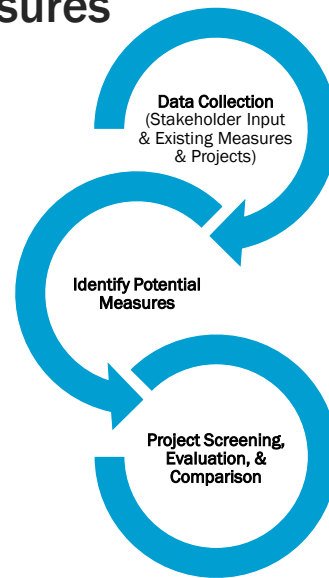 sures
Data Collection
(Stakeholder Input
& Existing Measures
& Projects)
Identify Potential
Measures
Project Screening,
Evaluation, &
Comparison